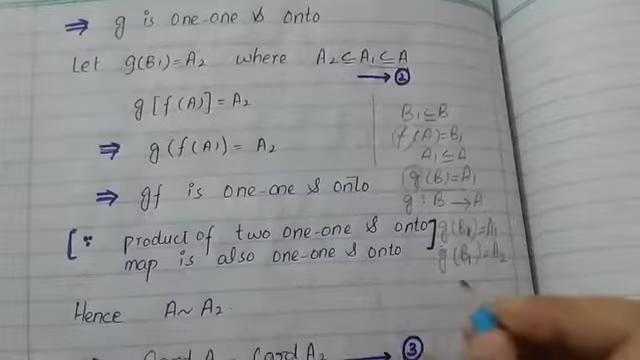 ⇒ g is one-one & onto
Let g(B₁)=A₂ where A₂⊆A₁⊆A
→ ②
g[f(A)]=A₂
⇒ g(f(A))= A₂
⇒ gf is one-one & onto
[∵ product of two one-one & onto
map is also one-one & onto]
B₁⊆B
f(A)=B₁
A₁⊆A
g(B)=A₁
g: B→A
g(B)=A₁
g(B₁)=A₂
Hence A~A₂.
Card A = Card A₂ → ③